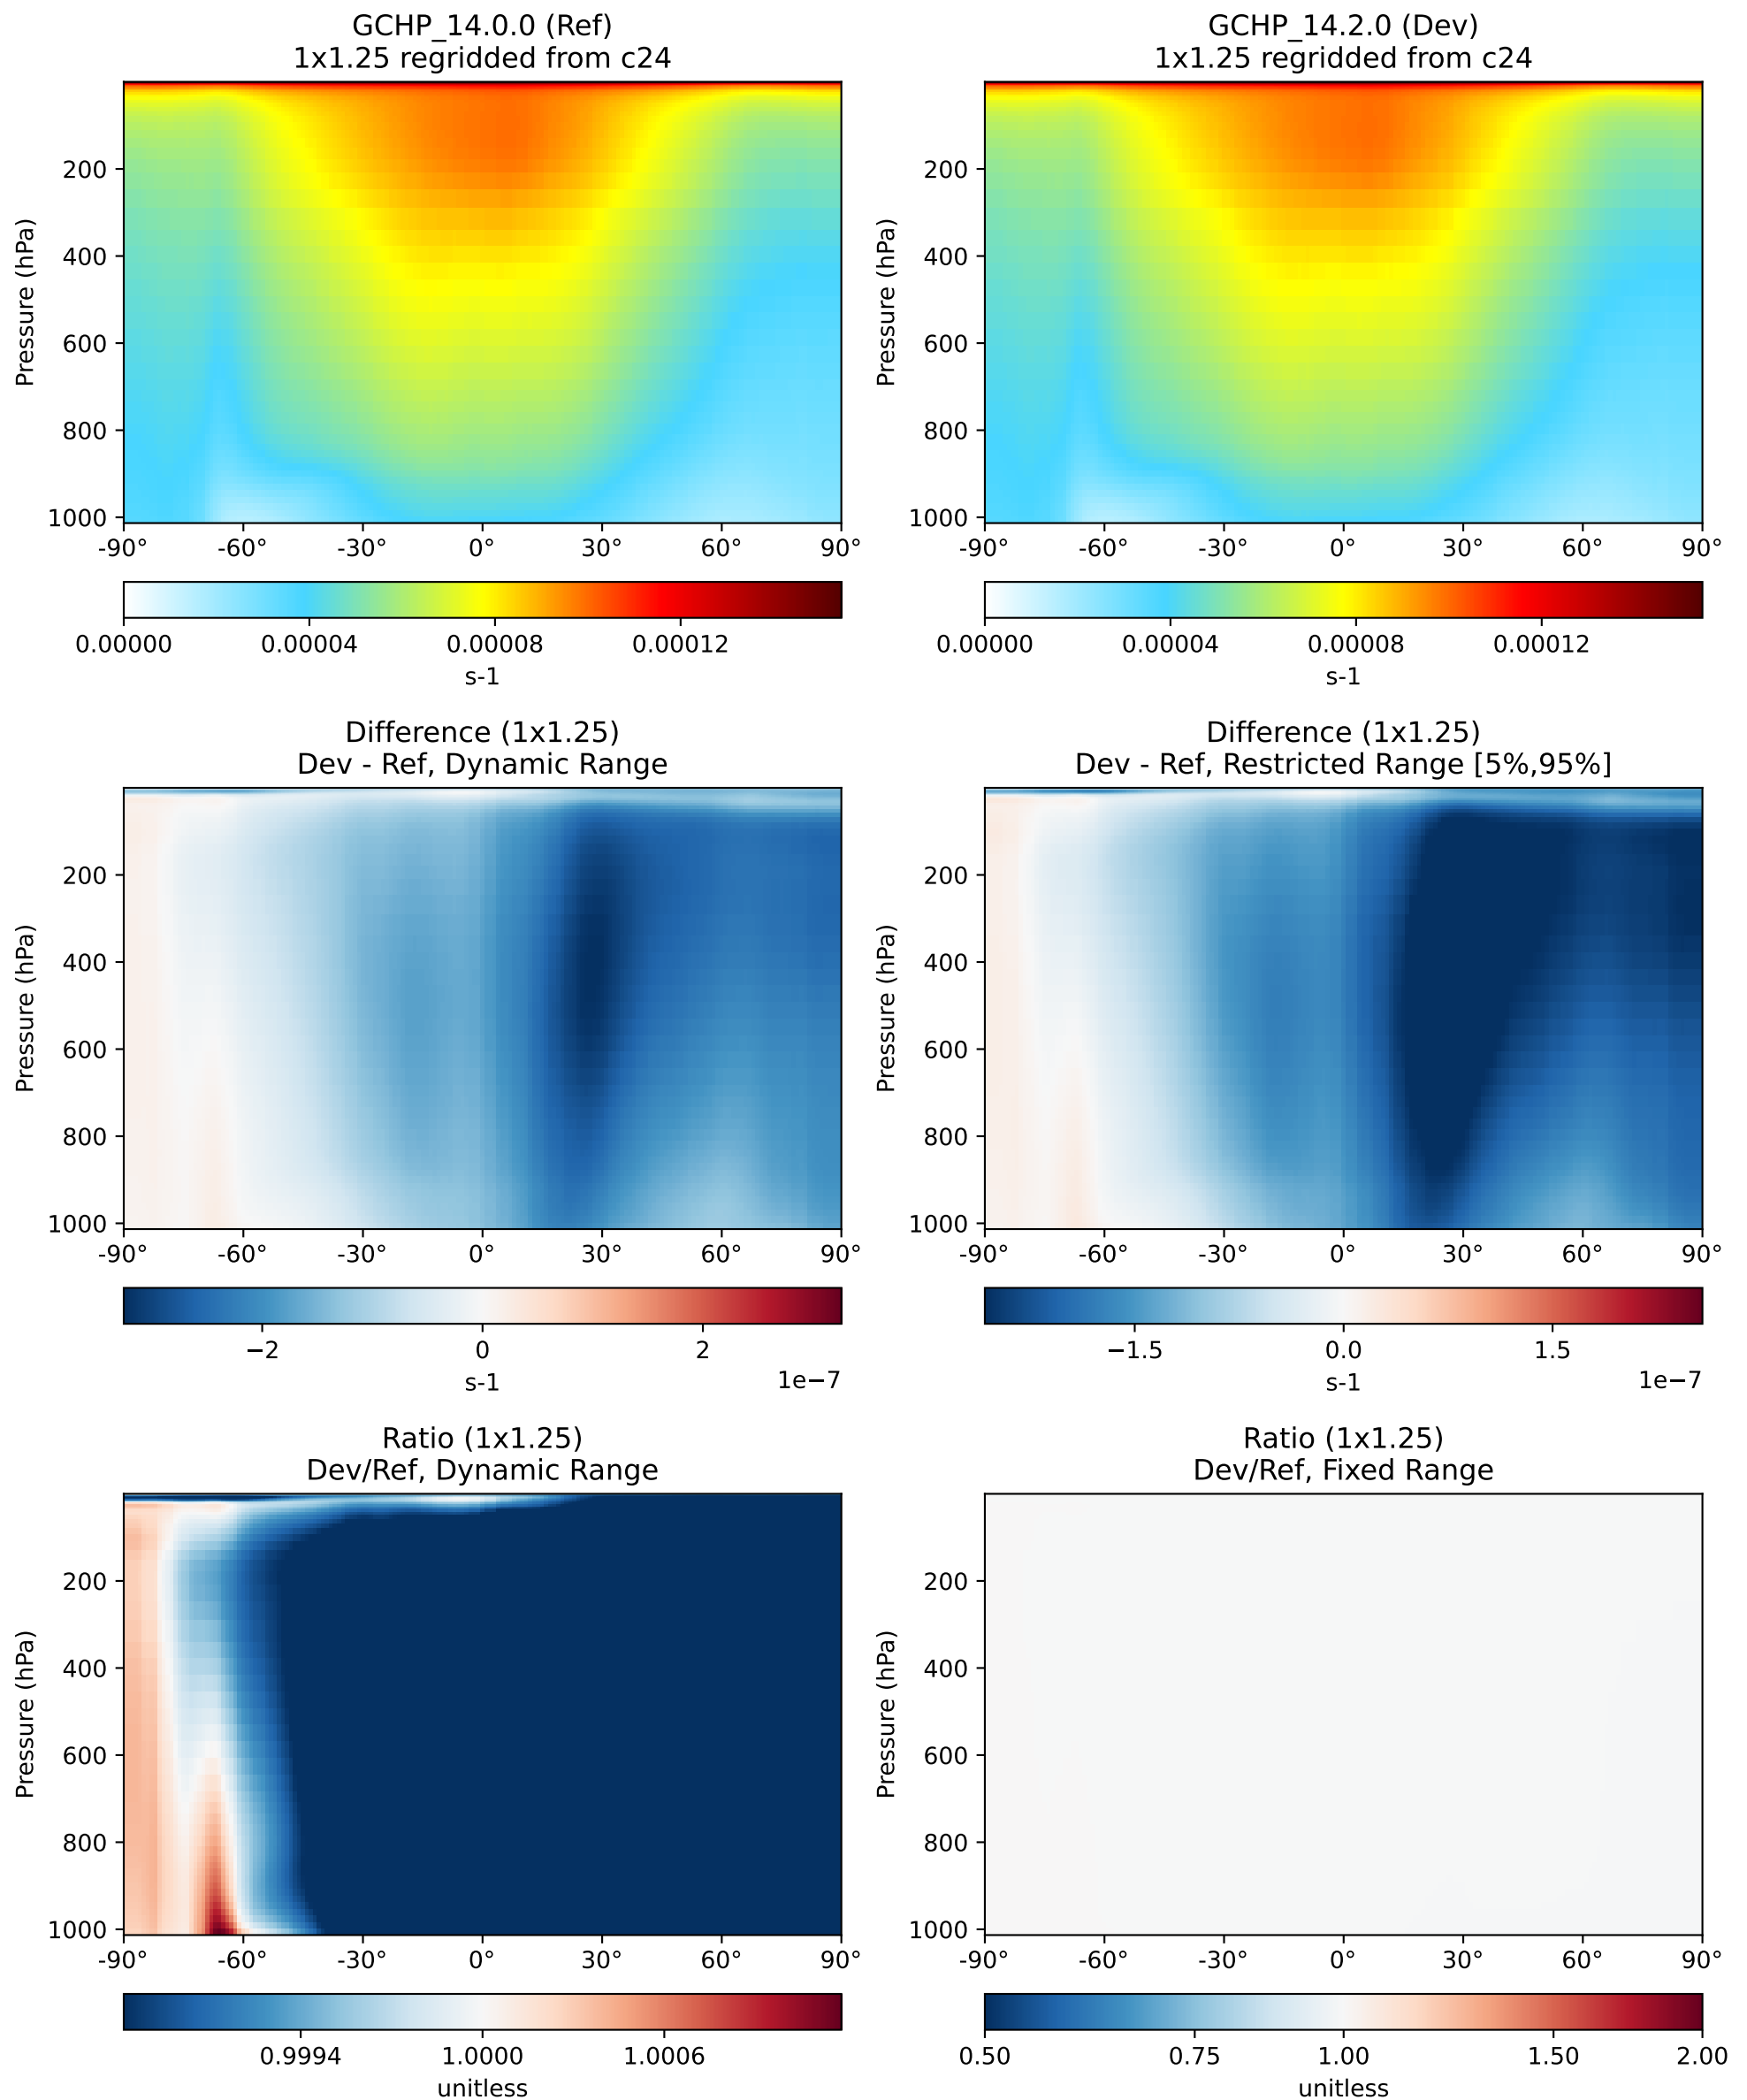 GCHP_14.0.0 (Ref)
1x1.25 regridded from c24
Pressure (hPa)
200
400
600
800
1000
-90° -60° -30° 0° 30° 60° 90°
0.00000 0.00004 0.00008 0.00012
s-1
GCHP_14.2.0 (Dev)
1x1.25 regridded from c24
Pressure (hPa)
200
400
600
800
1000
-90° -60° -30° 0° 30° 60° 90°
0.00000 0.00004 0.00008 0.00012
s-1
Difference (1x1.25)
Dev - Ref, Dynamic Range
Pressure (hPa)
200
400
600
800
1000
-90° -60° -30° 0° 30° 60° 90°
−2 0 2
s-1 1e−7
Difference (1x1.25)
Dev - Ref, Restricted Range [5%,95%]
Pressure (hPa)
200
400
600
800
1000
-90° -60° -30° 0° 30° 60° 90°
−1.5 0.0 1.5
s-1 1e−7
Ratio (1x1.25)
Dev/Ref, Dynamic Range
Pressure (hPa)
200
400
600
800
1000
-90° -60° -30° 0° 30° 60° 90°
0.9994 1.0000 1.0006
unitless
Ratio (1x1.25)
Dev/Ref, Fixed Range
Pressure (hPa)
200
400
600
800
1000
-90° -60° -30° 0° 30° 60° 90°
0.50 0.75 1.00 1.50 2.00
unitless